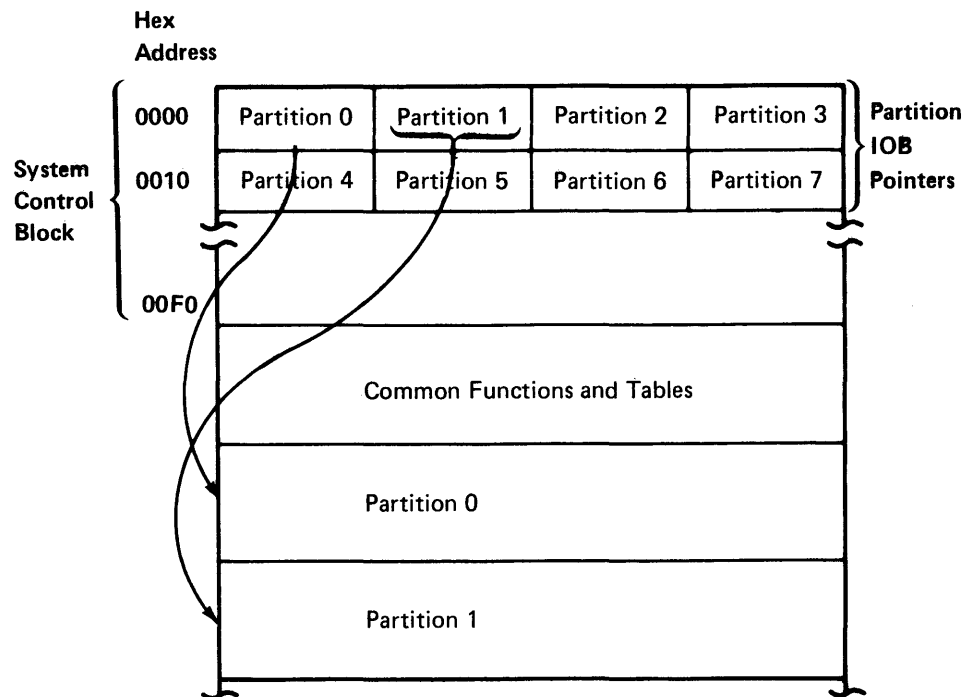 Hex
Address
0000 Partition 0 Partition 1 Partition 2 Partition 3
Partition
IOB
Pointers
System
Control
Block
0010 Partition 4 Partition 5 Partition 6 Partition 7
00F0
Common Functions and Tables
Partition 0
Partition 1